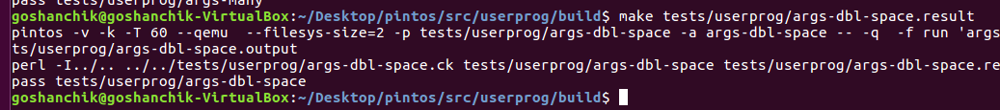 pass tests/userprog/args-many
goshanchik@goshanchik-VirtualBox:~/Desktop/pintos/src/userprog/build$ make tests/userprog/args-dbl-space.result
pintos -v -k -T 60 --qemu  --filesys-size=2 -p tests/userprog/args-dbl-space -a args-dbl-space -- -q  -f run 'args
ts/userprog/args-dbl-space.output
perl -I../.. ../../tests/userprog/args-dbl-space.ck tests/userprog/args-dbl-space tests/userprog/args-dbl-space.re
pass tests/userprog/args-dbl-space
goshanchik@goshanchik-VirtualBox:~/Desktop/pintos/src/userprog/build$